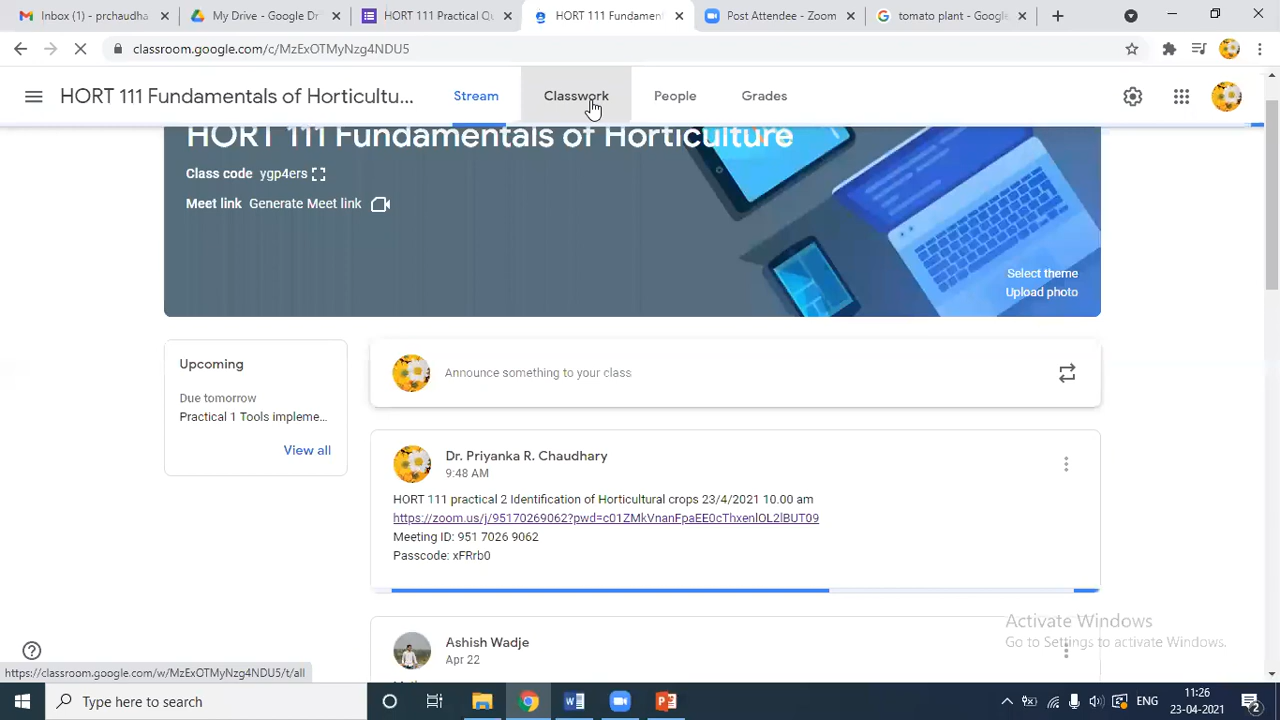 Inbox (1) - prchaudha
My Drive - Google Dr
HORT 111 Practical Qu
HORT 111 Fundamen
Post Attendee - Zoom
tomato plant - Google
classroom.google.com/c/MzExOTMyNzg4NDU5
HORT 111 Fundamentals of Horticultu...
Stream
Classwork
People
Grades
HORT 111 Fundamentals of Horticulture
Class code ygp4ers
Meet link Generate Meet link
Select theme
Upload photo
Upcoming
Due tomorrow
Practical 1 Tools impleme...
View all
Announce something to your class
Dr. Priyanka R. Chaudhary
9:48 AM
HORT 111 practical 2 Identification of Horticultural crops 23/4/2021 10.00 am
https://zoom.us/j/95170269062?pwd=c01ZMkVnanFpaEE0cThxenlOL2lBUT09
Meeting ID: 951 7026 9062
Passcode: xFRrb0
Ashish Wadje
Apr 22
Activate Windows
Go to Settings to activate Windows.
https://classroom.google.com/w/MzExOTMyNzg4NDU5/t/all
Type here to search
ENG
11:26
23-04-2021
2